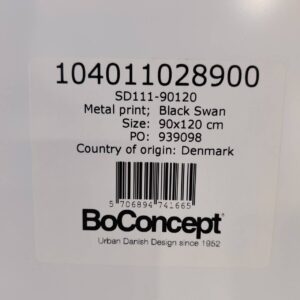 104011028900
SD111-90120
Metal print; Black Swan
Size: 90x120 cm
PO: 939098
Country of origin: Denmark
5 706894 741665
BoConcept®
Urban Danish Design since 1952